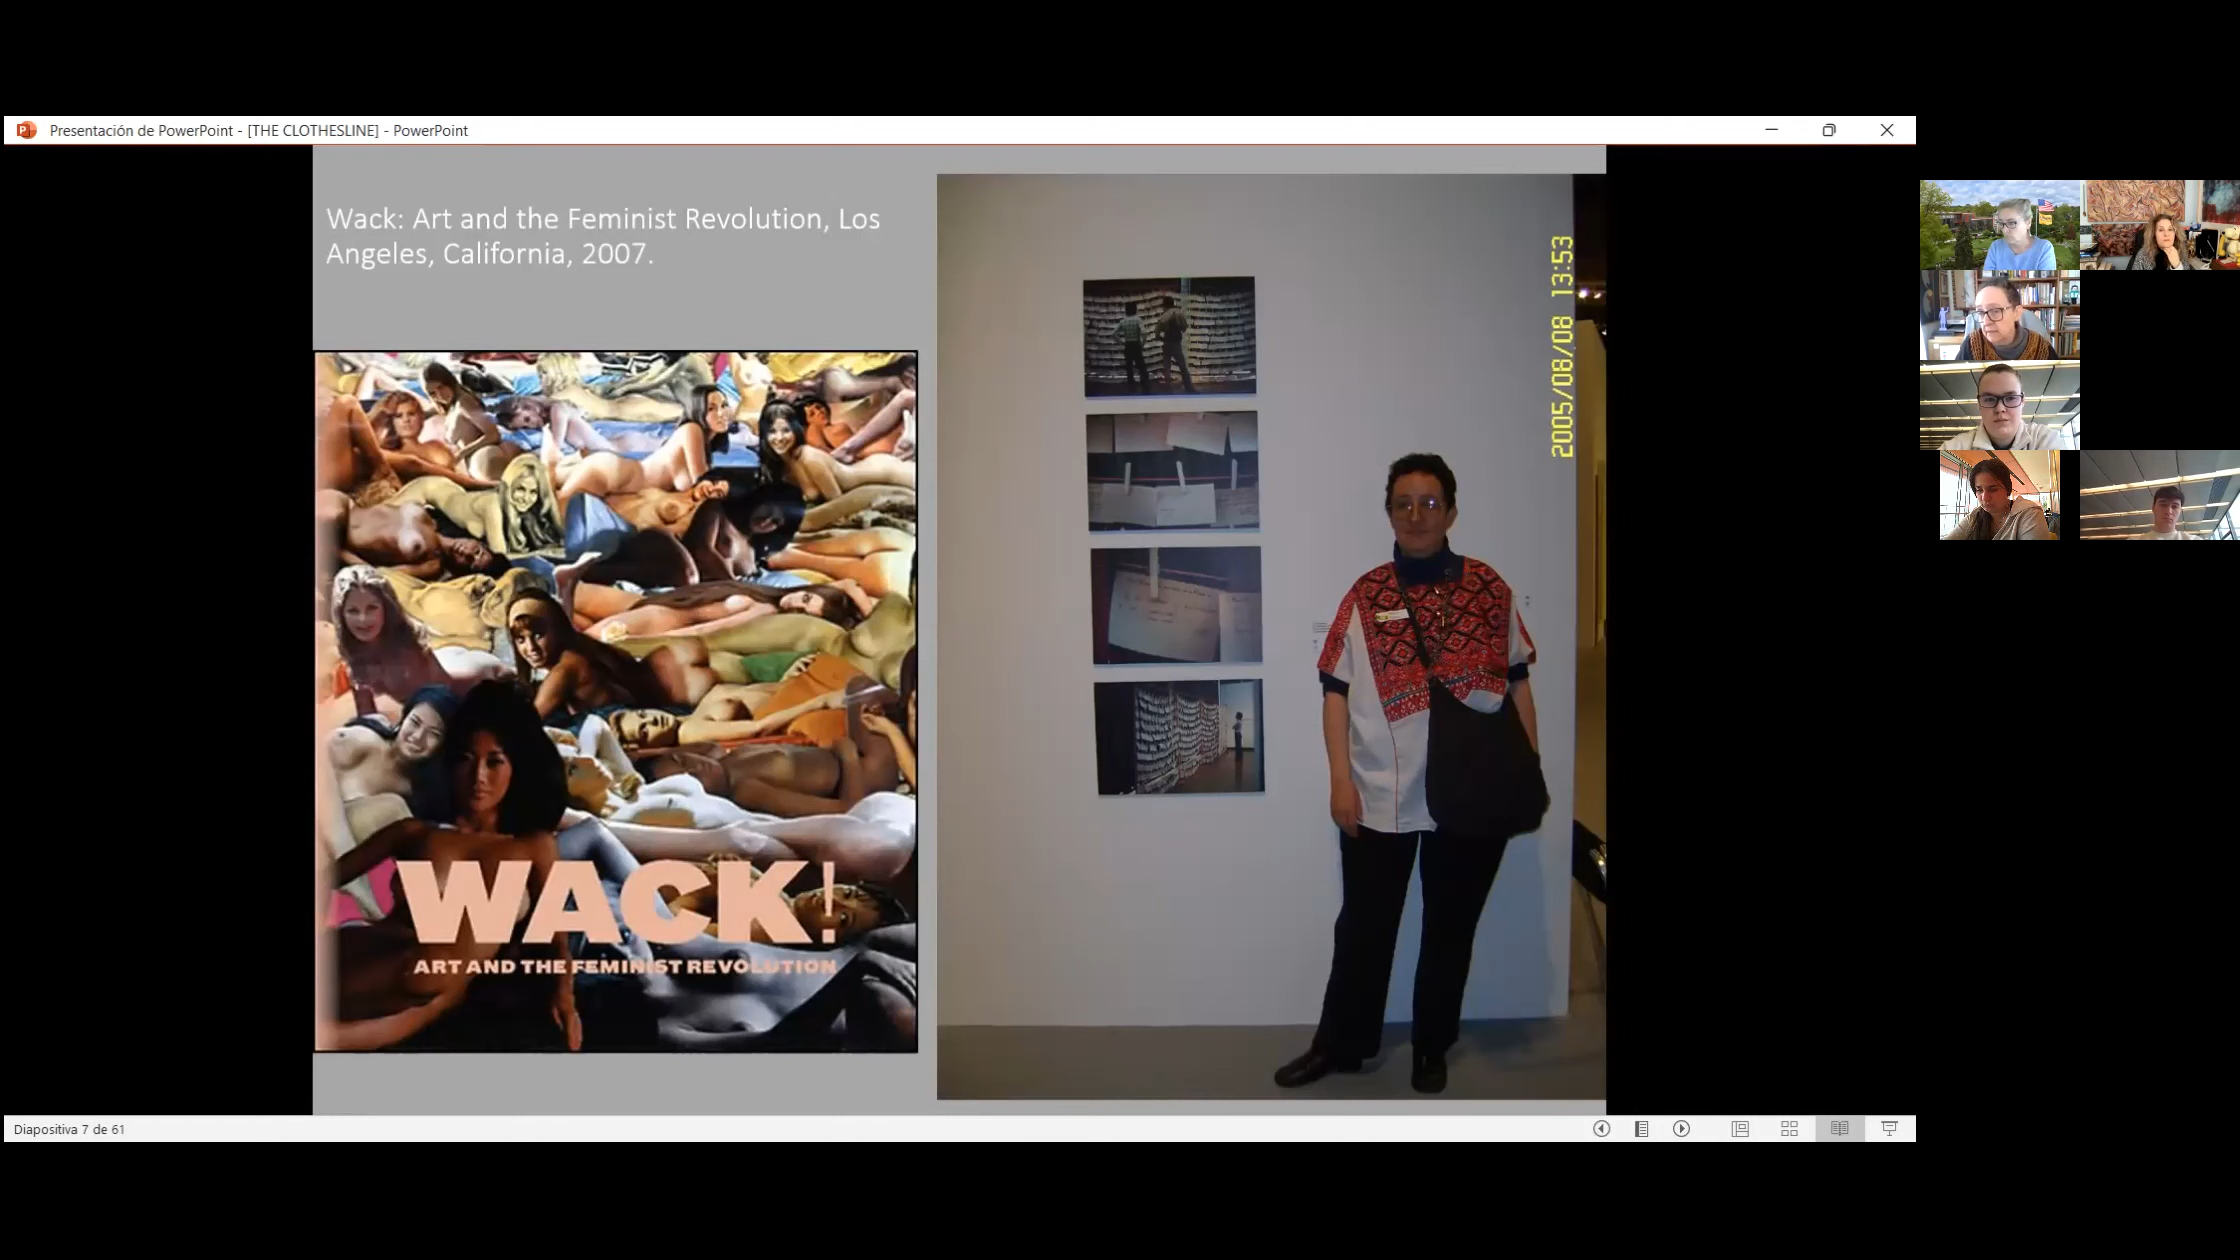 Presentación de PowerPoint - [THE CLOTHESLINE] - PowerPoint
Wack: Art and the Feminist Revolution, Los
Angeles, California, 2007.
WACK!
ART AND THE FEMINIST REVOLUTION
2005/08/08 13:53
Diapositiva 7 de 61